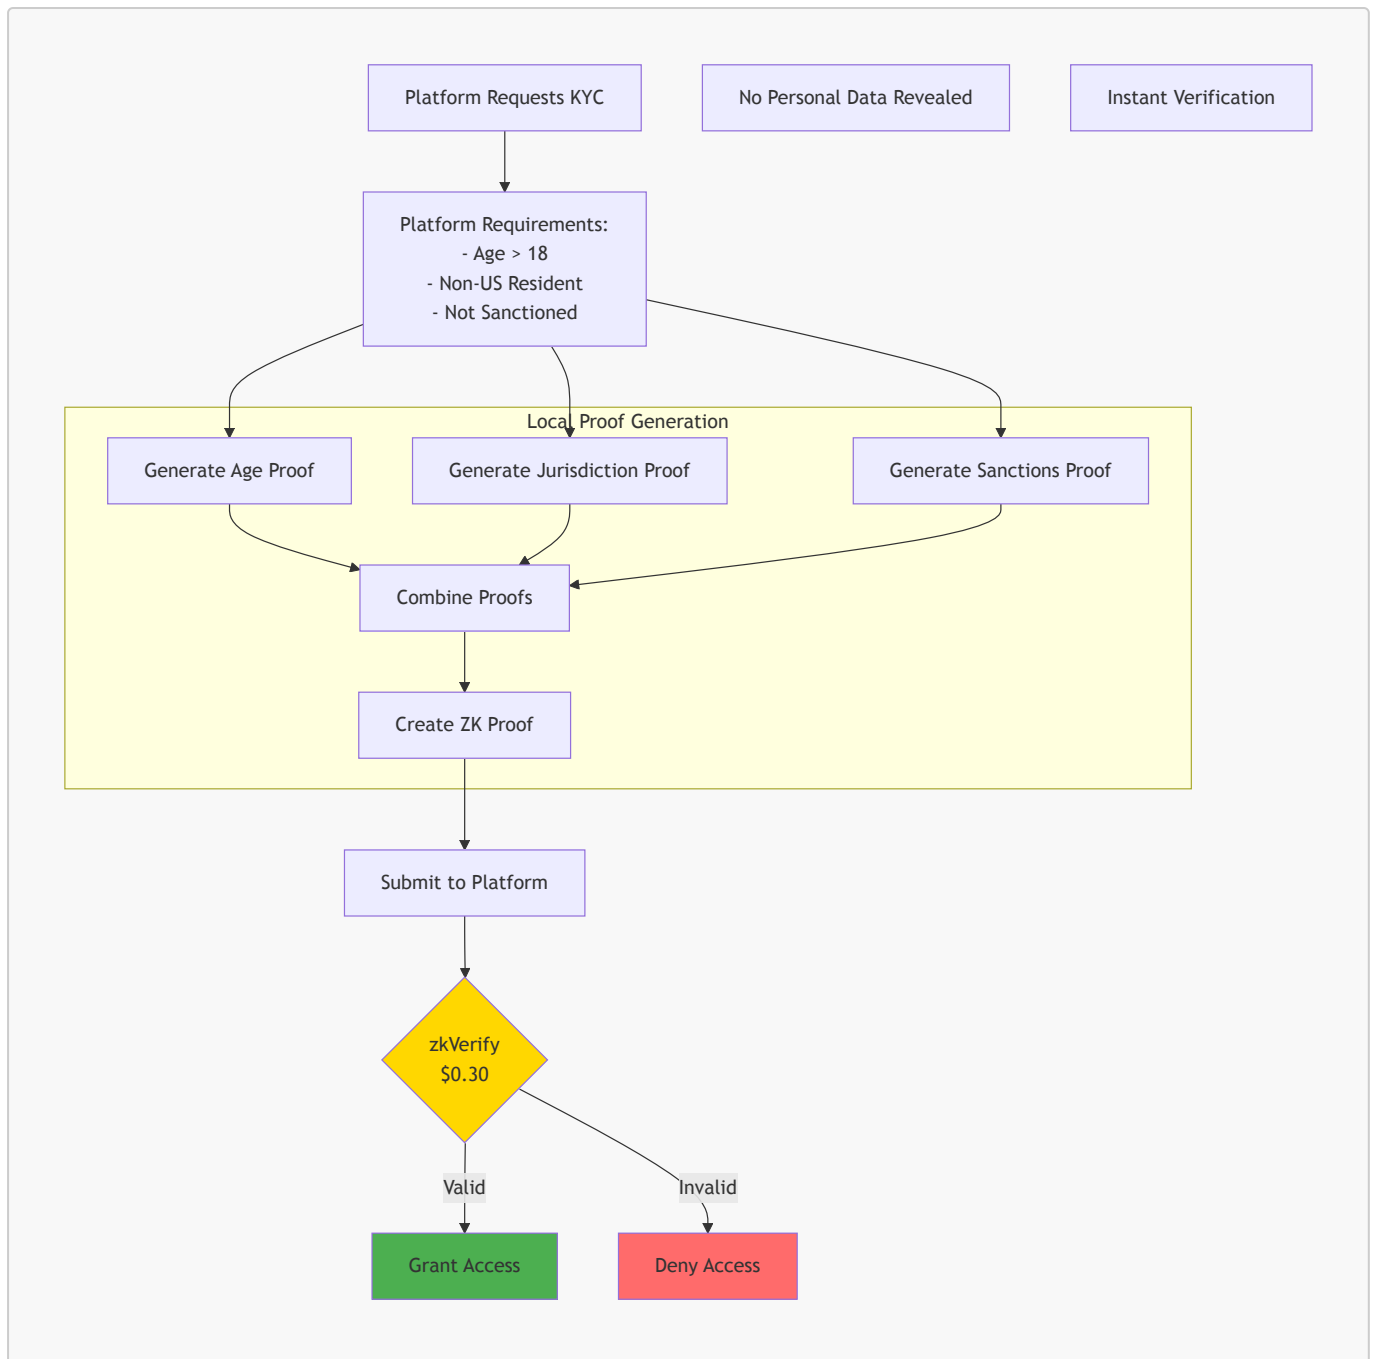 Platform Requests KYC
No Personal Data Revealed
Instant Verification
Platform Requirements:
- Age > 18
- Non-US Resident
- Not Sanctioned
Local Proof Generation
Generate Age Proof
Generate Jurisdiction Proof
Generate Sanctions Proof
Combine Proofs
Create ZK Proof
Submit to Platform
zkVerify
$0.30
Valid
Invalid
Grant Access
Deny Access